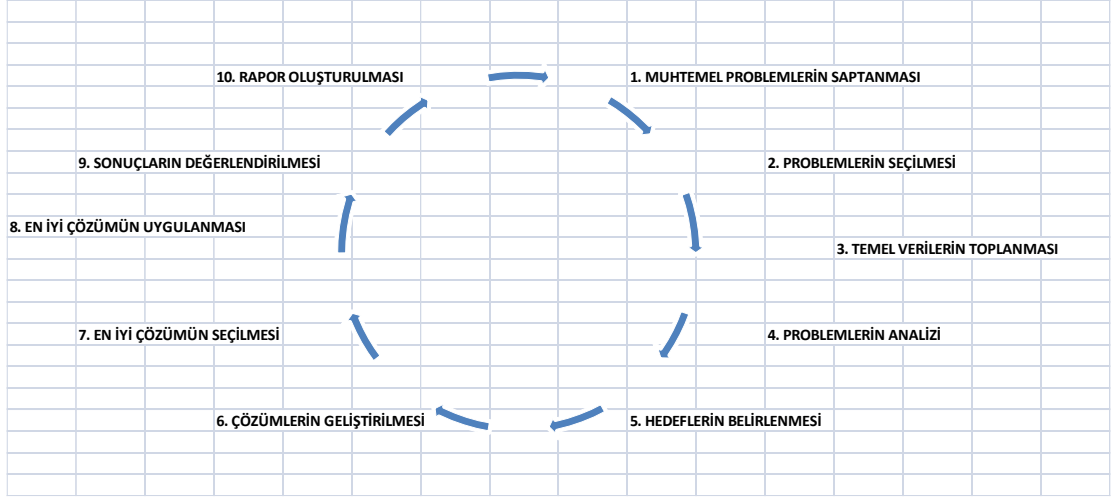 10. RAPOR OLUŞTURULMASI
1. MUHTEMEL PROBLEMLERİN SAPTANMASI
9. SONUÇLARIN DEĞERLENDİRİLMESİ
2. PROBLEMLERİN SEÇİLMESİ
8. EN İYİ ÇÖZÜMÜN UYGULANMASI
3. TEMEL VERİLERİN TOPLANMASI
7. EN İYİ ÇÖZÜMÜN SEÇİLMESİ
4. PROBLEMLERİN ANALİZİ
6. ÇÖZÜMLERİN GELİŞTİRİLMESİ
5. HEDEFLERİN BELİRLENMESİ